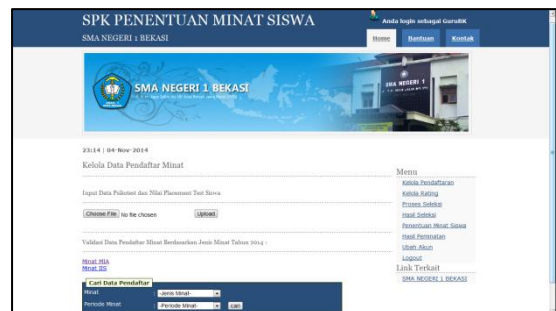 SPK PENENTUAN MINAT SISWA
SMA NEGERI 1 BEKASI
Anda login sebagai GuruBK
Home
Bantuan
Kontak
SMA NEGERI 1 BEKASI
SMA NEGERI 1
23:14 | 04-Nov-2014
Kelola Data Pendaftar Minat
Input Data Psikotest dan Nilai Placement Test Siswa
Choose File No file chosen Upload
Validasi Data Pendaftar Minat Berdasarkan Jenis Minat Tahun 2014 :
Minat MIA
Minat IIS
Cari Data Pendaftar
Minat : -Jenis Minat-
Periode Minat : -Periode Minat- cari
Menu
Kelola Pendaftaran
Kelola Rating
Proses Seleksi
Hasil Seleksi
Penentuan Minat Siswa
Hasil Peminatan
Ubah Akun
Logout
Link Terkait
SMA NEGERI 1 BEKASI